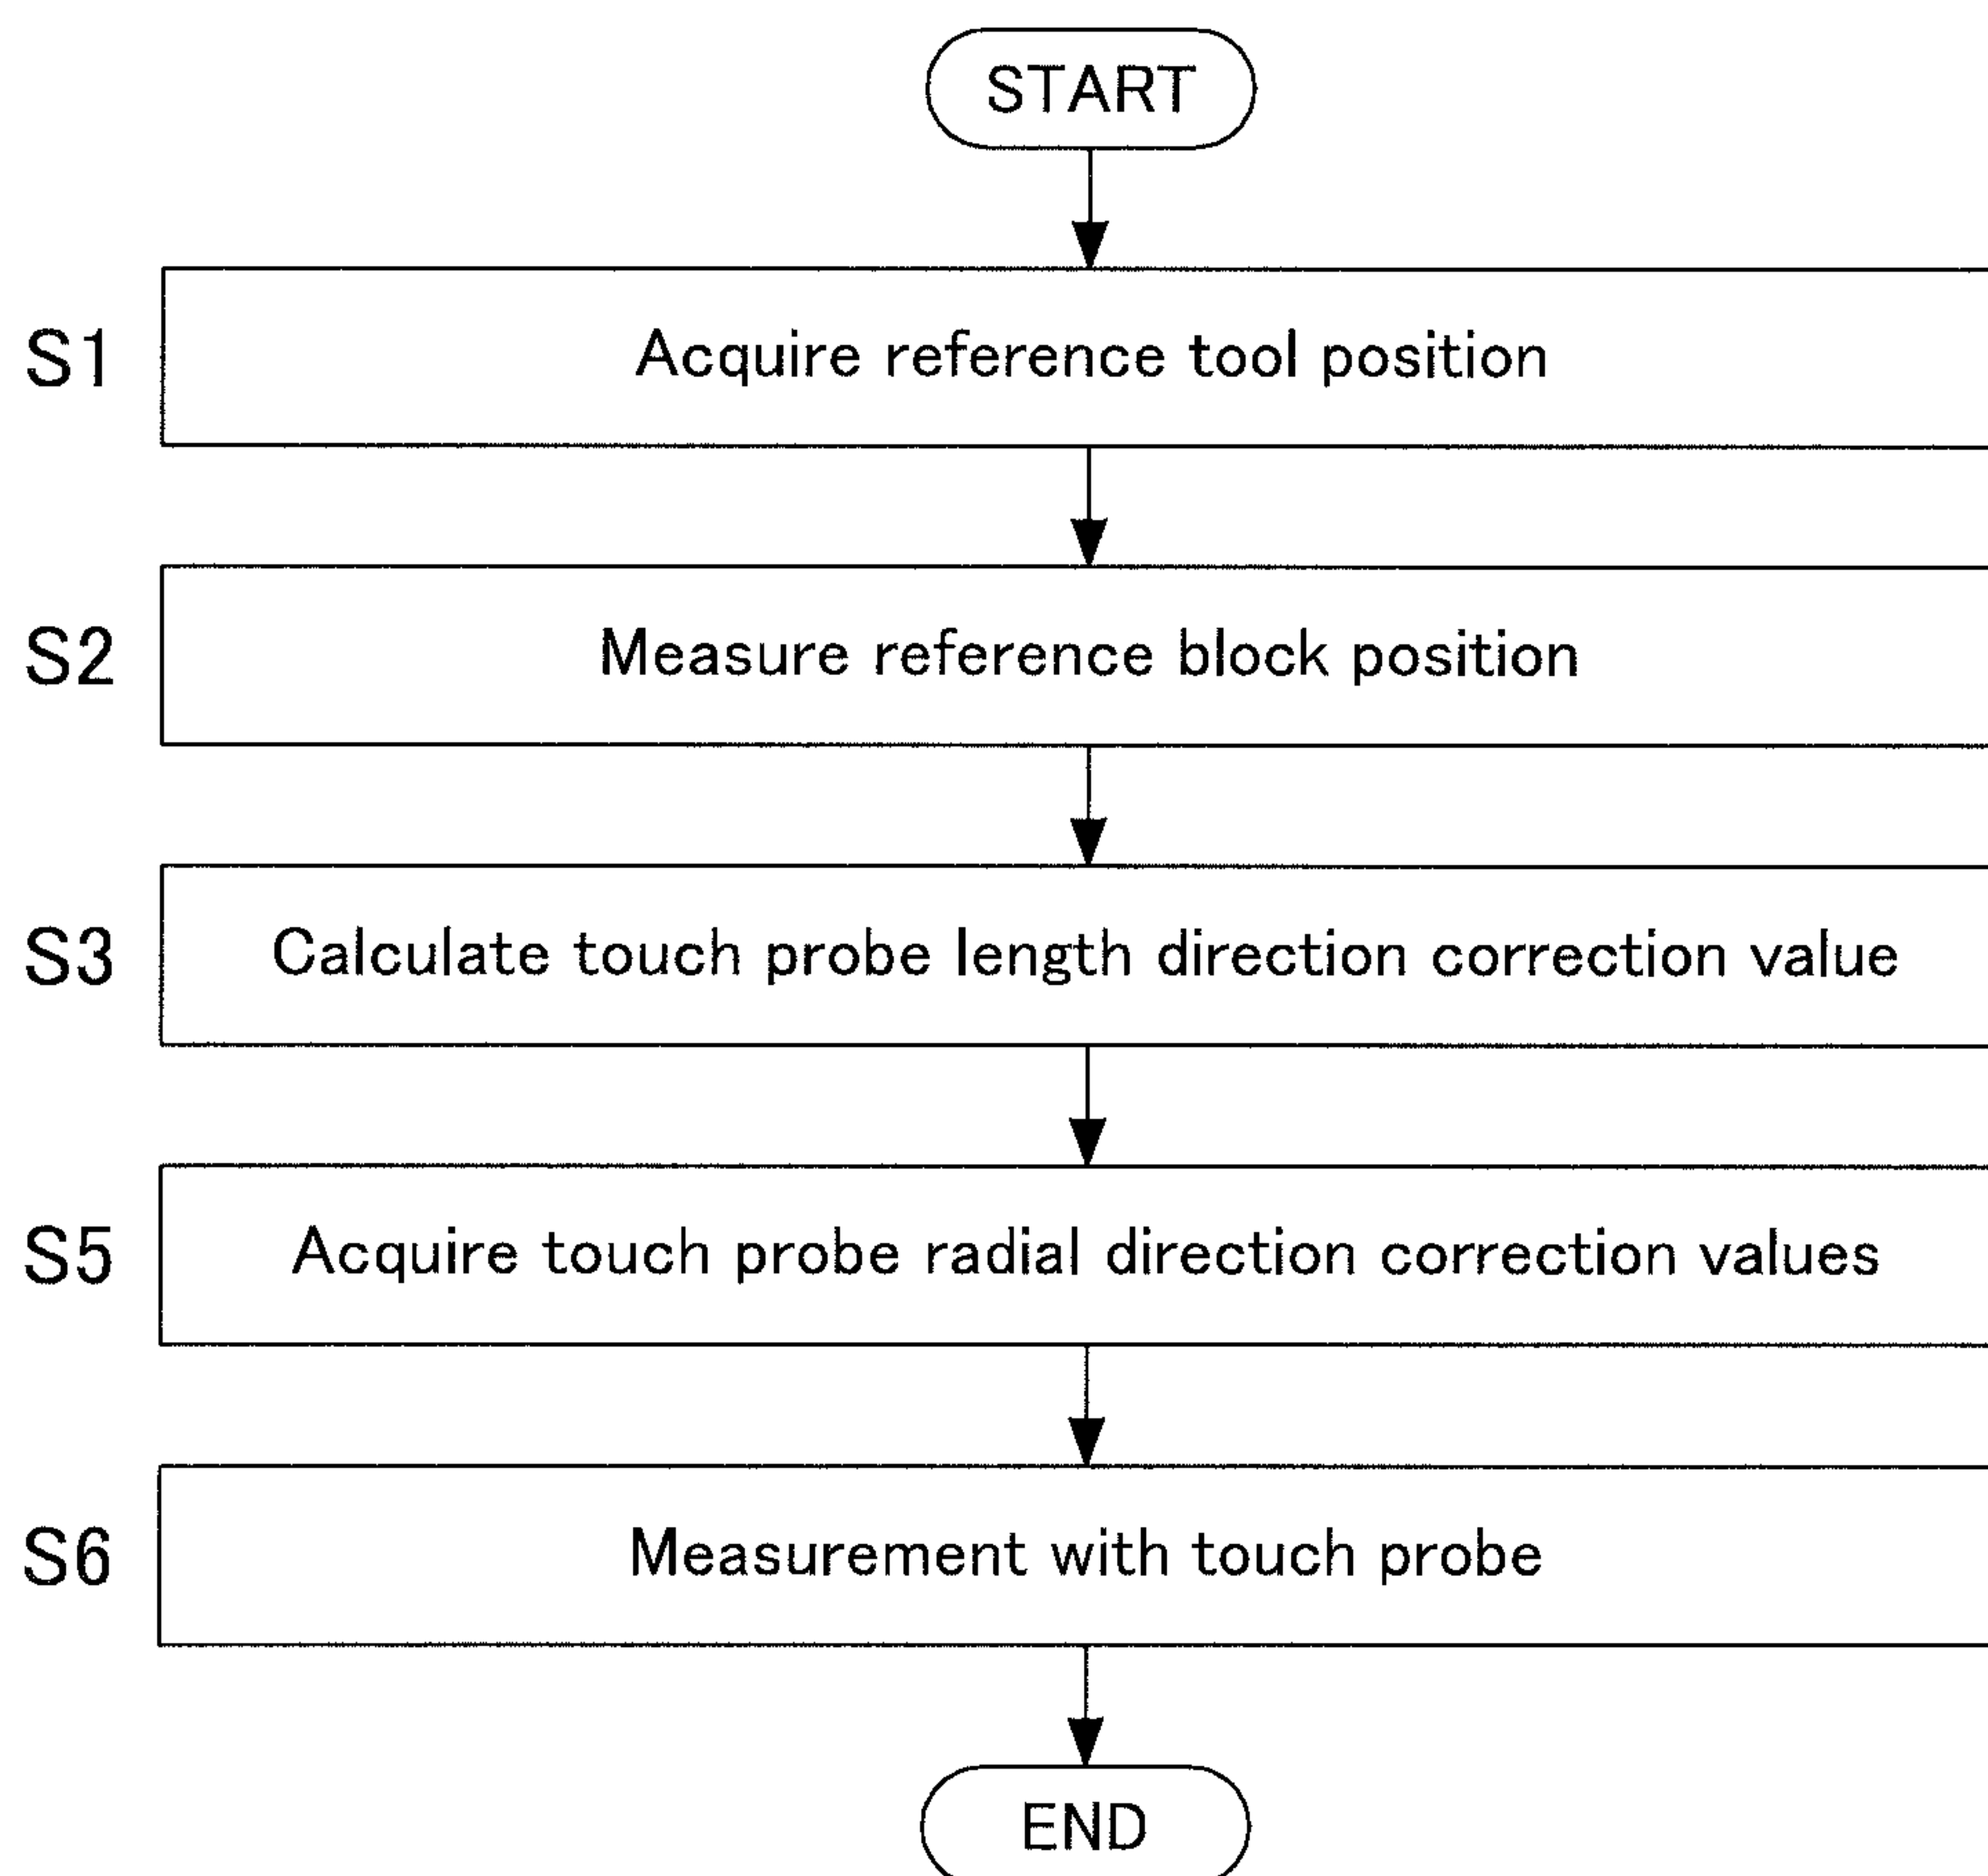 START
S1 Acquire reference tool position
S2 Measure reference block position
S3 Calculate touch probe length direction correction value
S5 Acquire touch probe radial direction correction values
S6 Measurement with touch probe
END